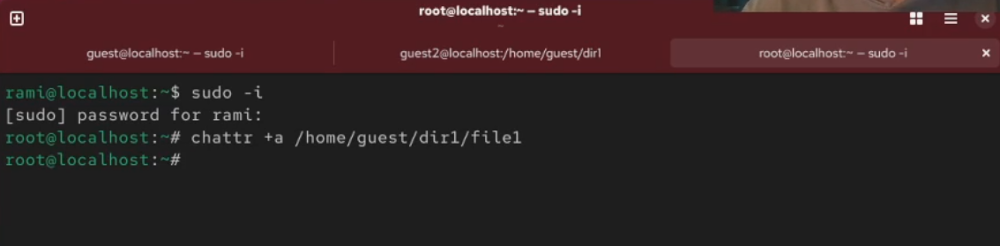 root@localhost:~ — sudo -i
~
guest@localhost:~ — sudo -i
guest2@localhost:/home/guest/dir1
root@localhost:~ — sudo -i
rami@localhost:~$ sudo -i
[sudo] password for rami:
root@localhost:~# chattr +a /home/guest/dir1/file1
root@localhost:~#